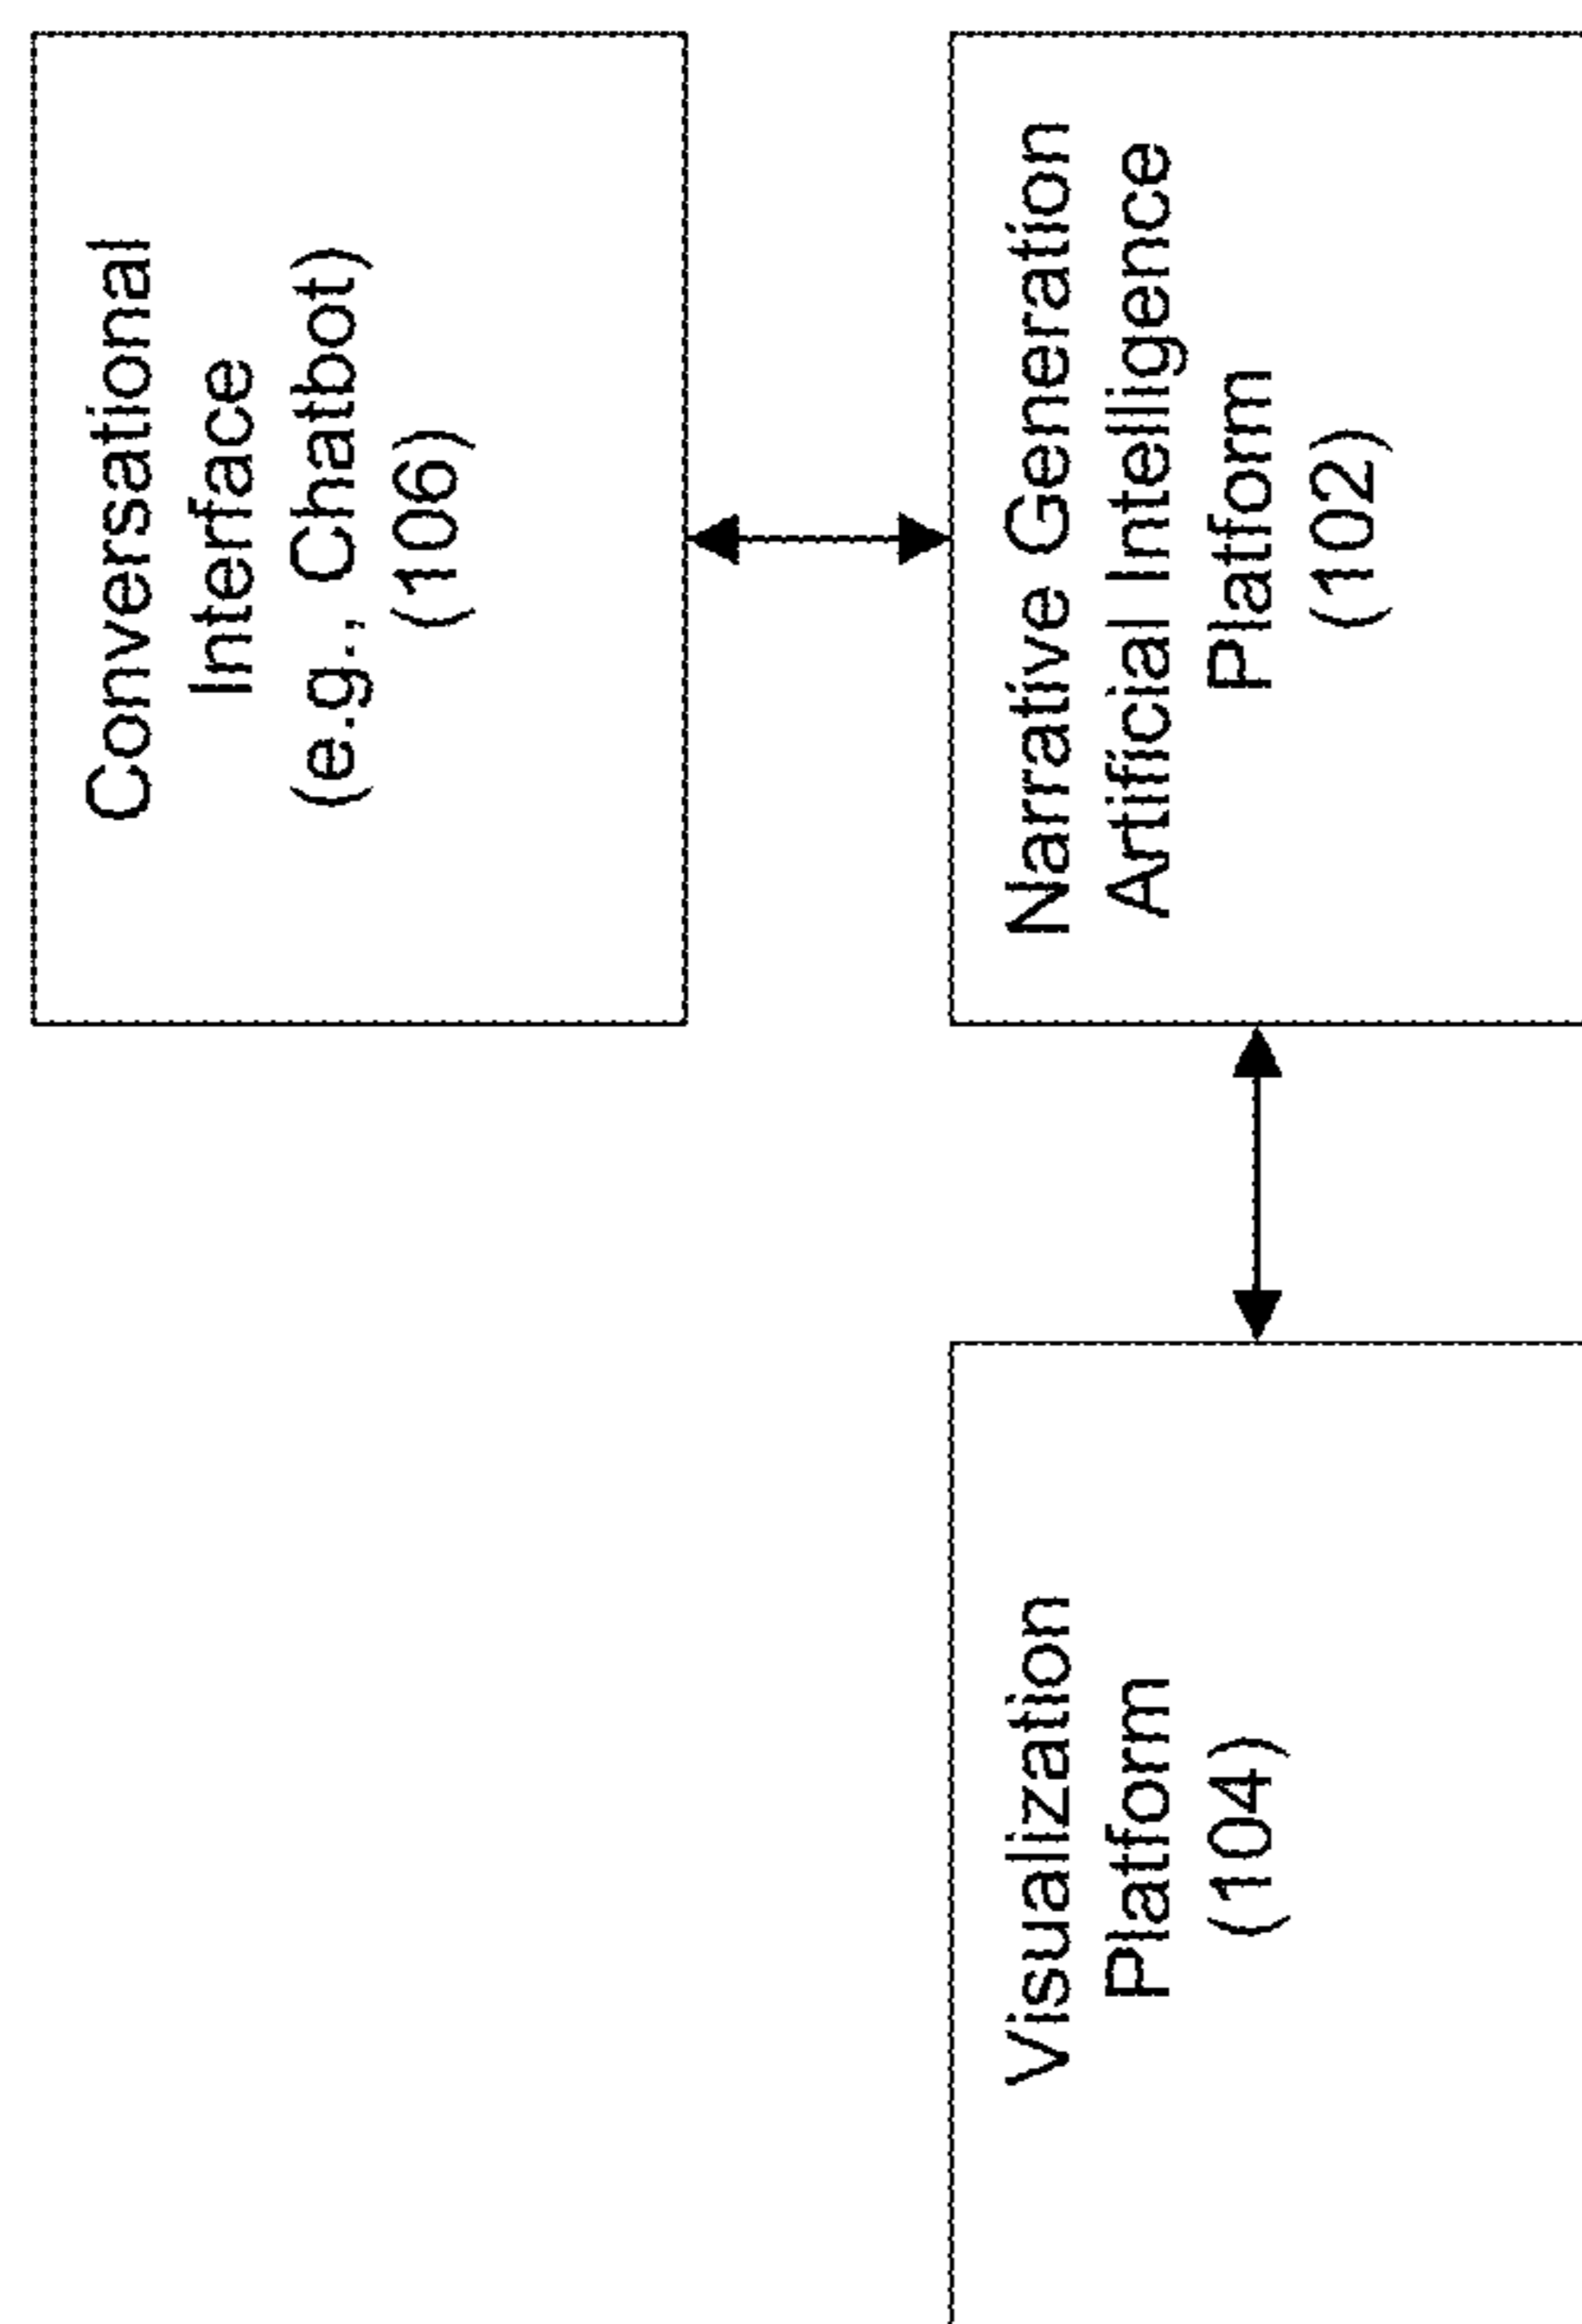 Conversational
Interface
(e.g., Chatbot)
(106)
Visualization
Platform
(104)
Narrative Generation
Artificial Intelligence
Platform
(102)